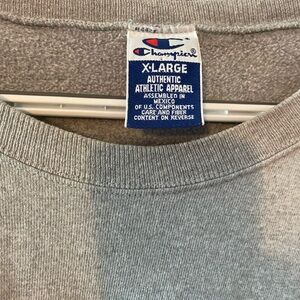 Champion
X-LARGE
AUTHENTIC
ATHLETIC APPAREL
ASSEMBLED IN
MEXICO
OF U.S. COMPONENTS
CARE AND FIBER
CONTENT ON REVERSE